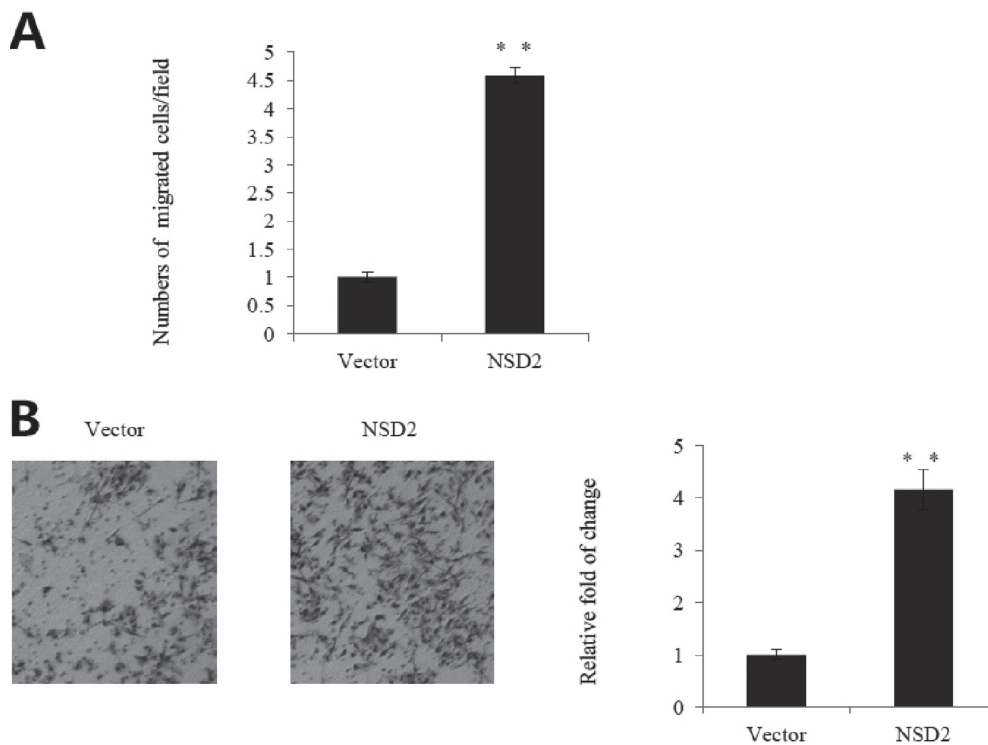 A
Numbers of migrated cells/field
5
4.5
4
3.5
3
2.5
2
1.5
1
0.5
0
* *
Vector
NSD2
B
Vector
NSD2
Relative fold of change
5
4
3
2
1
0
* *
Vector
NSD2